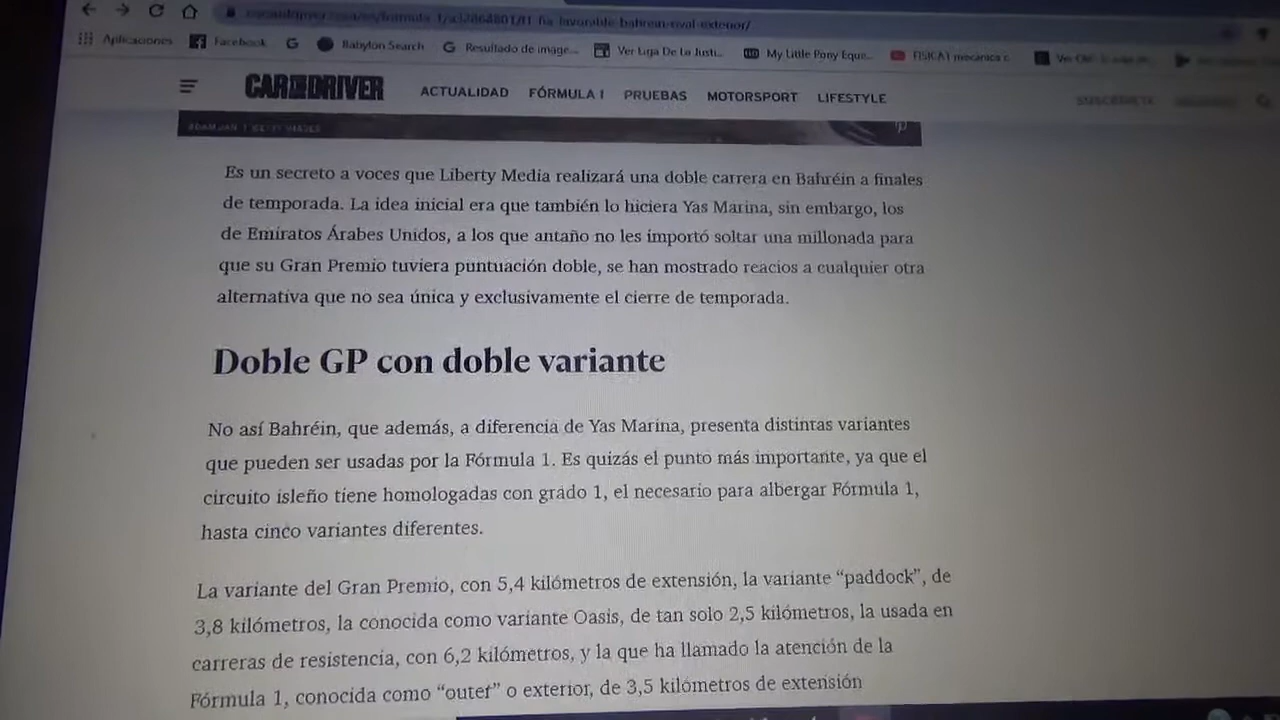 Aplicaciones Facebook G Babylon Search G Resultado de image... Ver Liga De La Justi... My Little Pony Eque... FISICA1 mecanica c
CAR AND DRIVER ACTUALIDAD FÓRMULA 1 PRUEBAS MOTORSPORT LIFESTYLE SUSCRÍBETE
Es un secreto a voces que Liberty Media realizará una doble carrera en Bahréin a finales
de temporada. La idea inicial era que también lo hiciera Yas Marina, sin embargo, los
de Emiratos Árabes Unidos, a los que antaño no les importó soltar una millonada para
que su Gran Premio tuviera puntuación doble, se han mostrado reacios a cualquier otra
alternativa que no sea única y exclusivamente el cierre de temporada.
Doble GP con doble variante
No así Bahréin, que además, a diferencia de Yas Marina, presenta distintas variantes
que pueden ser usadas por la Fórmula 1. Es quizás el punto más importante, ya que el
circuito isleño tiene homologadas con grado 1, el necesario para albergar Fórmula 1,
hasta cinco variantes diferentes.
La variante del Gran Premio, con 5,4 kilómetros de extensión, la variante “paddock”, de
3,8 kilómetros, la conocida como variante Oasis, de tan solo 2,5 kilómetros, la usada en
carreras de resistencia, con 6,2 kilómetros, y la que ha llamado la atención de la
Fórmula 1, conocida como “outer” o exterior, de 3,5 kilómetros de extensión